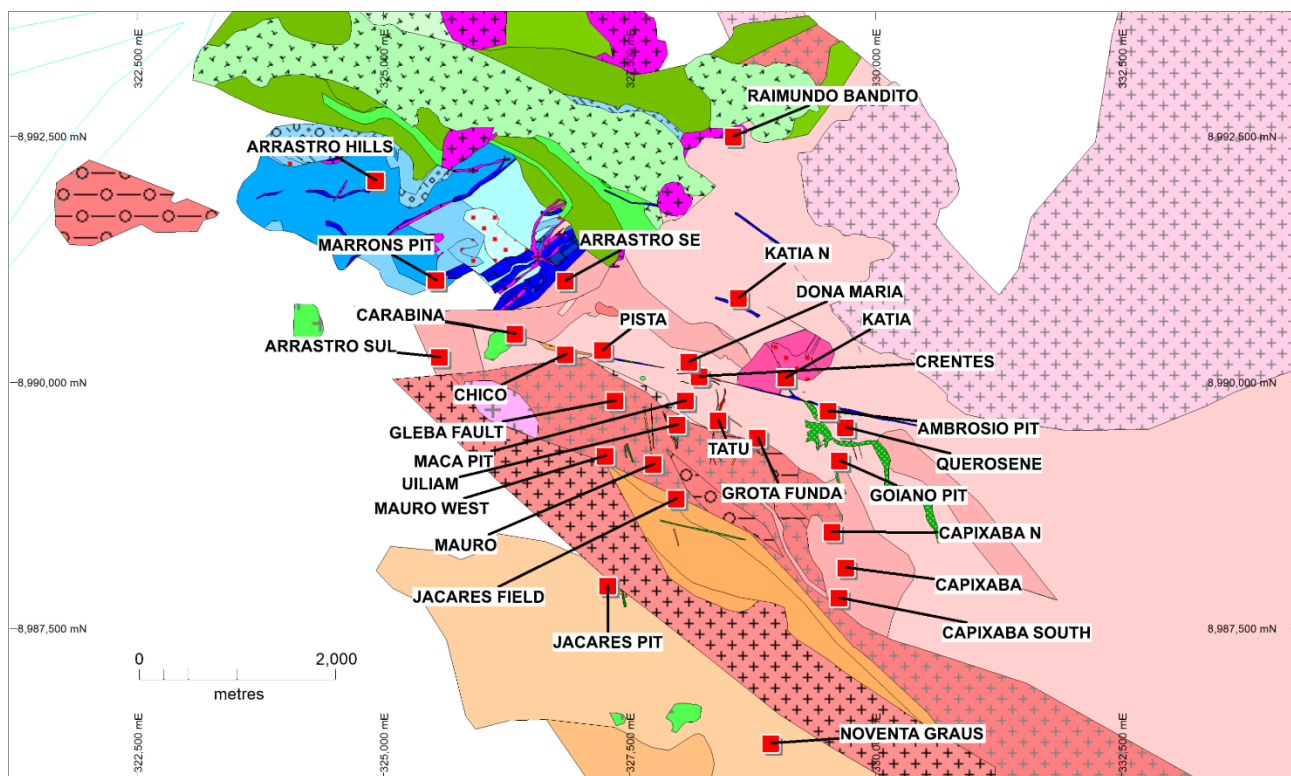 322,500 mE
325,000 mE
327,500 mE
330,000 mE
332,500 mE
RAIMUNDO BANDITO
8,992,500 mN
8,992,500 mN
ARRASTRO HILLS
MARRONS PIT
ARRASTRO SE
KATIA N
DONA MARIA
CARABINA
PISTA
KATIA
ARRASTRO SUL
CRENTES
8,990,000 mN
8,990,000 mN
CHICO
GLEBA FAULT
AMBROSIO PIT
TATU
MACA PIT
QUEROSENE
UILIAM
GROTA FUNDA
GOIANO PIT
MAURO WEST
CAPIXABA N
MAURO
CAPIXABA
JACARES FIELD
8,987,500 mN
CAPIXABA SOUTH
8,987,500 mN
JACARES PIT
0 2,000
metres
NOVENTA GRAUS
322,500 mE
325,000 mE
327,500 mE
330,000 mE
332,500 mE